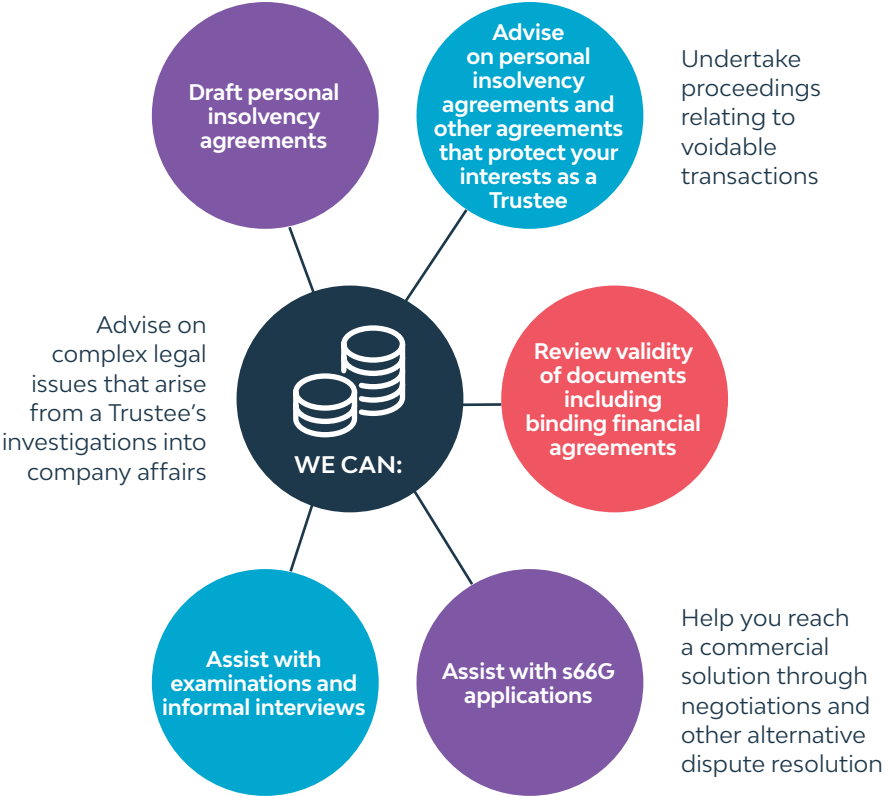 Draft personal
insolvency
agreements
Advise
on personal
insolvency
agreements and
other agreements
that protect your
interests as a
Trustee
Undertake
proceedings
relating to
voidable
transactions
Advise on
complex legal
issues that arise
from a Trustee's
investigations into
company affairs
WE CAN:
Review validity
of documents
including
binding financial
agreements
Assist with
examinations and
informal interviews
Assist with s66G
applications
Help you reach
a commercial
solution through
negotiations and
other alternative
dispute resolution